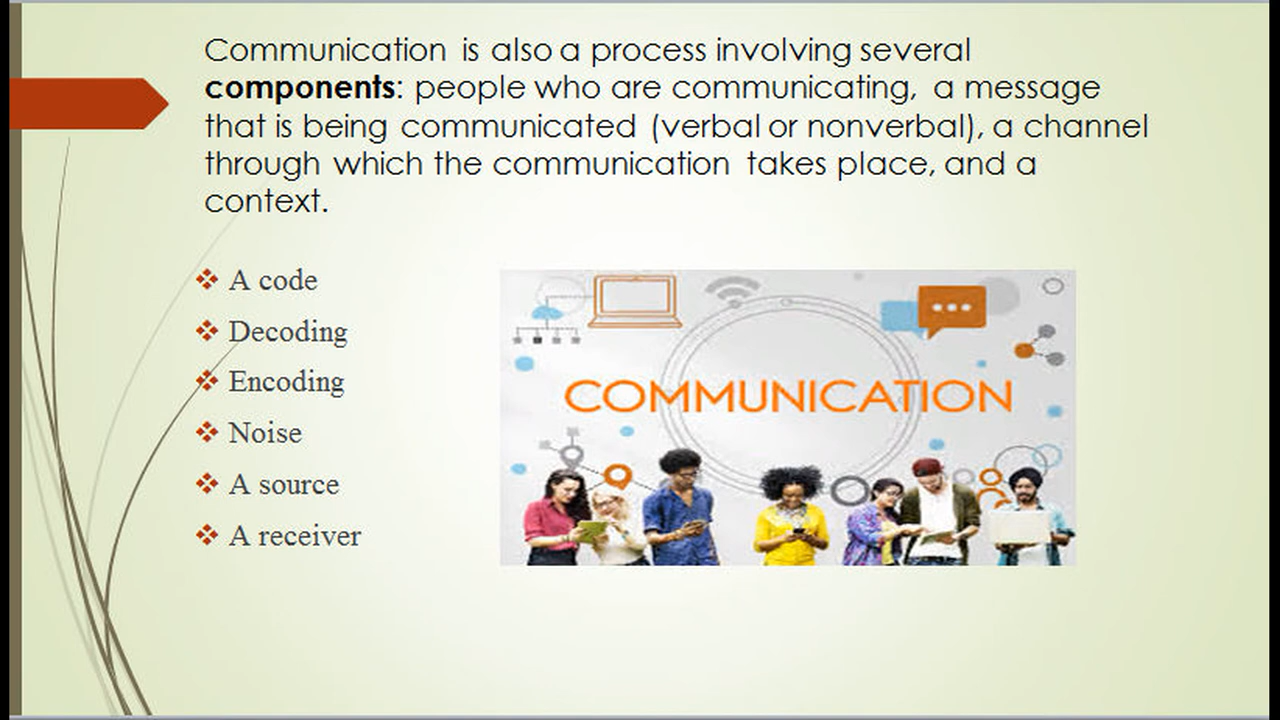 Communication is also a process involving several
components: people who are communicating, a message
that is being communicated (verbal or nonverbal), a channel
through which the communication takes place, and a
context.
A code
Decoding
Encoding
Noise
A source
A receiver
COMMUNICATION